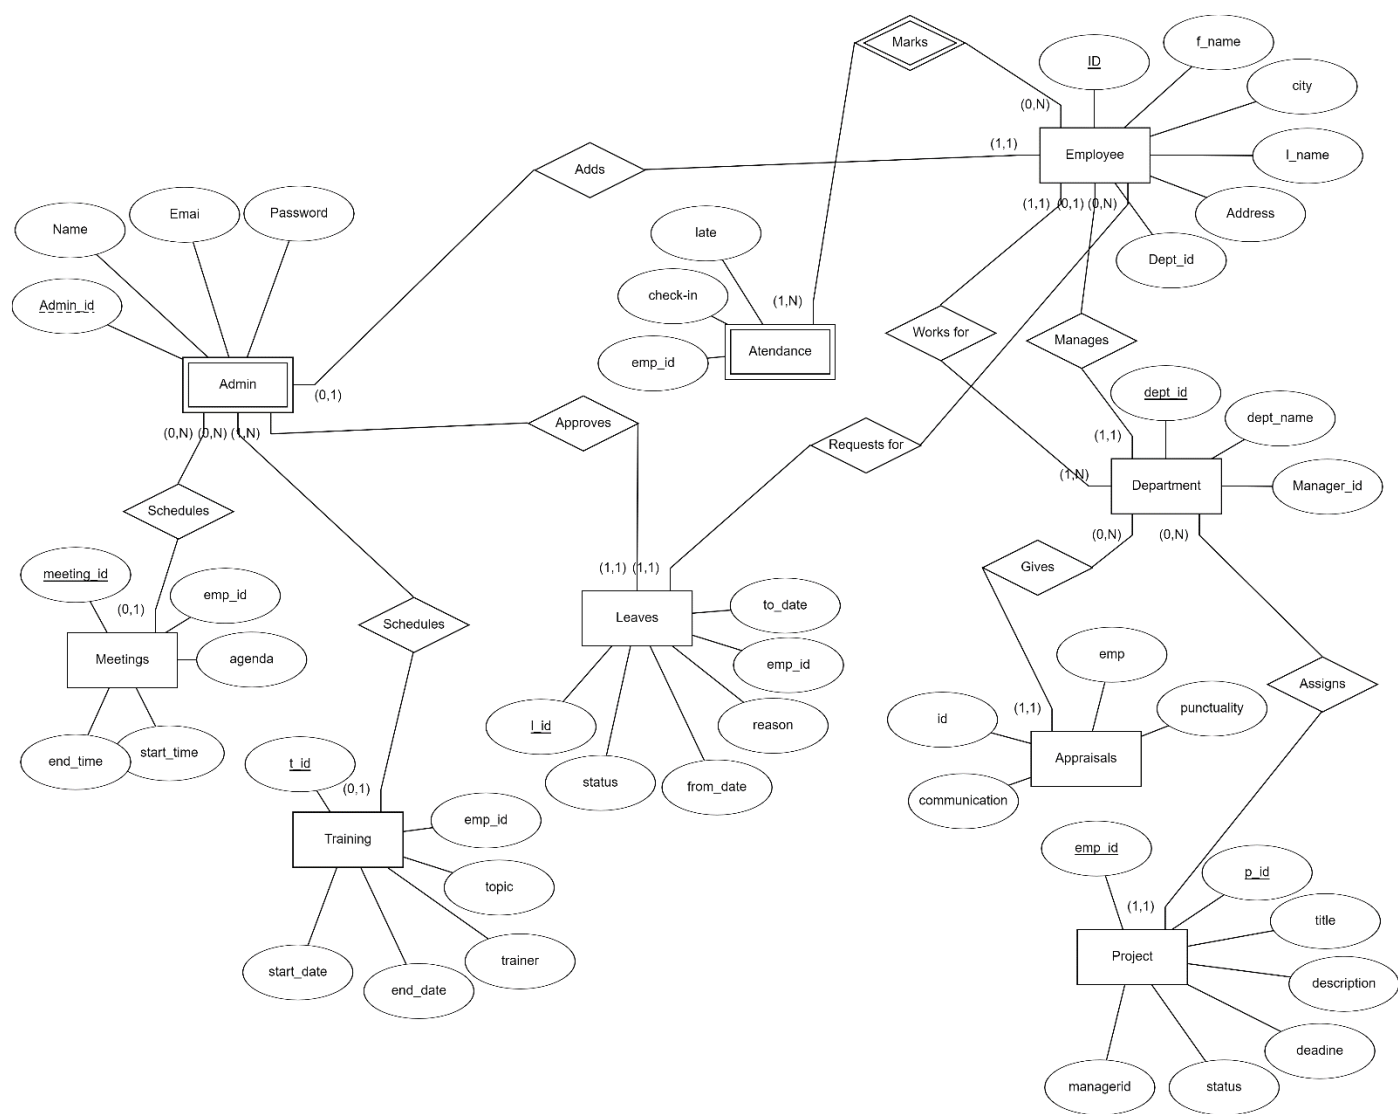 Marks
ID
f_name
city
(0,N)
(1,1)
Employee
l_name
Adds
(1,1)
(0,1)
(0,N)
Address
Name
Emai
Password
late
Dept_id
Admin_id
check-in
(1,N)
Works for
Manages
emp_id
Atendance
Admin
(0,1)
dept_id
dept_name
(0,N)
(0,N)
(1,N)
Approves
Requests for
(1,1)
(1,N)
Department
Manager_id
Schedules
(0,N)
(0,N)
Gives
meeting_id
emp_id
(1,1)
(1,1)
(0,1)
Schedules
Leaves
to_date
Meetings
agenda
emp_id
emp
Assigns
l_id
reason
id
(1,1)
punctuality
end_time
start_time
t_id
status
from_date
Appraisals
(0,1)
communication
Training
emp_id
emp_id
p_id
topic
(1,1)
title
start_date
end_date
trainer
Project
description
deadine
managerid
status